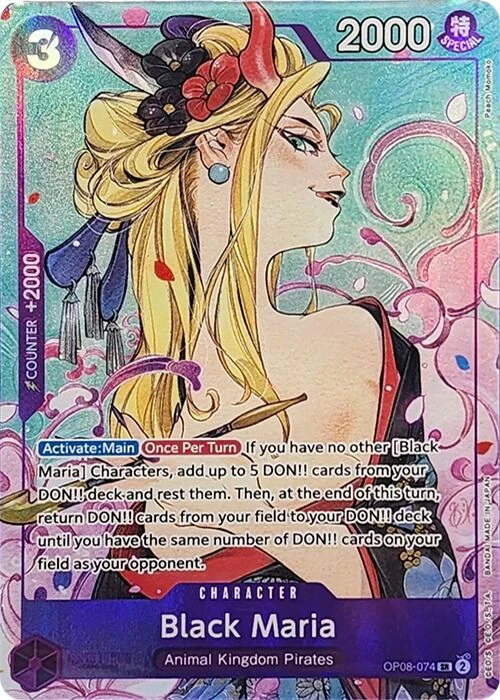 3
2000
特
SPECIAL
Peach Momoko
COUNTER +2000
Activate:Main Once Per Turn If you have no other [Black
Maria] Characters, add up to 5 DON!! cards from your
DON!! deck and rest them. Then, at the end of this turn,
return DON!! cards from your field to your DON!! deck
until you have the same number of DON!! cards on your
field as your opponent.
CHARACTER
Black Maria
Animal Kingdom Pirates
OP08-074 SR 2
BANDAI MADE IN JAPAN